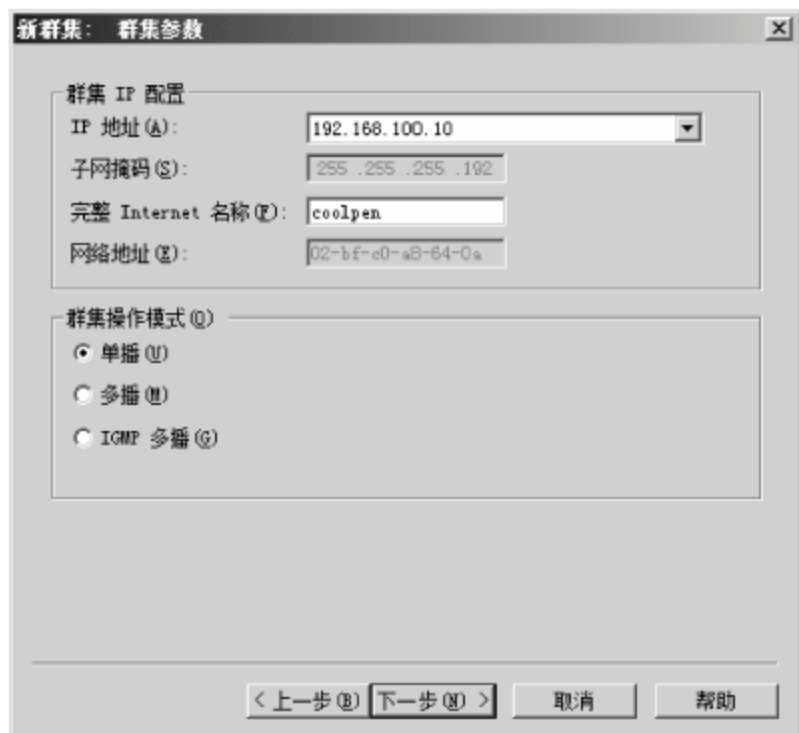 新群集： 群集参数
群集 IP 配置
IP 地址(A):
192.168.100.10
子网掩码(S):
255 .255 .255 .192
完整 Internet 名称(F):
coolpen
网络地址(E):
02-bf-c0-a8-64-0a
群集操作模式(O)
单播(U)
多播(M)
IGMP 多播(G)
< 上一步(B)
下一步(N) >
取消
帮助